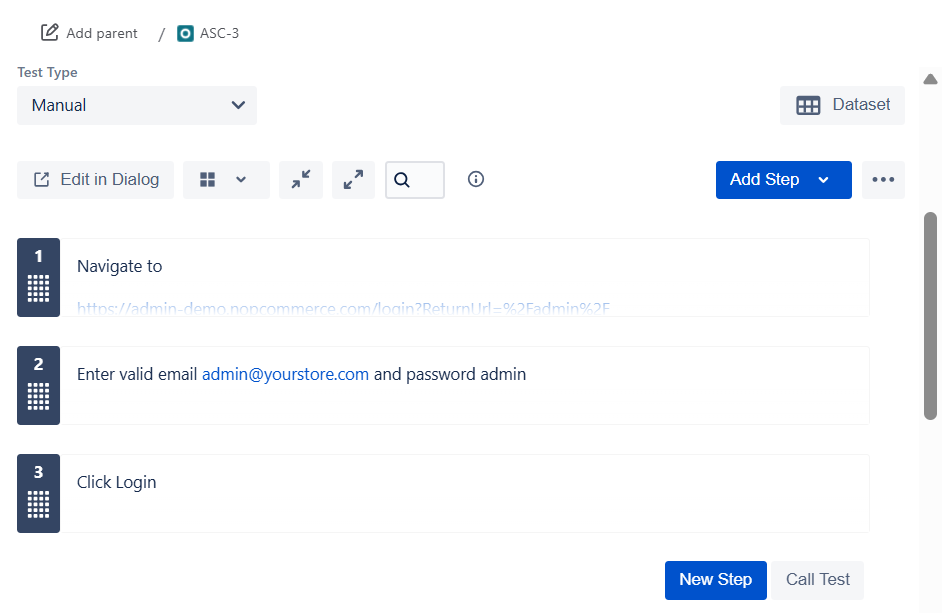 Add parent / ASC-3
Test Type
Manual
Dataset
Edit in Dialog
Add Step
1
Navigate to
https://admin-demo.nopcommerce.com/login?ReturnUrl=%2Fadmin%2F
2
Enter valid email admin@yourstore.com and password admin
3
Click Login
New Step
Call Test